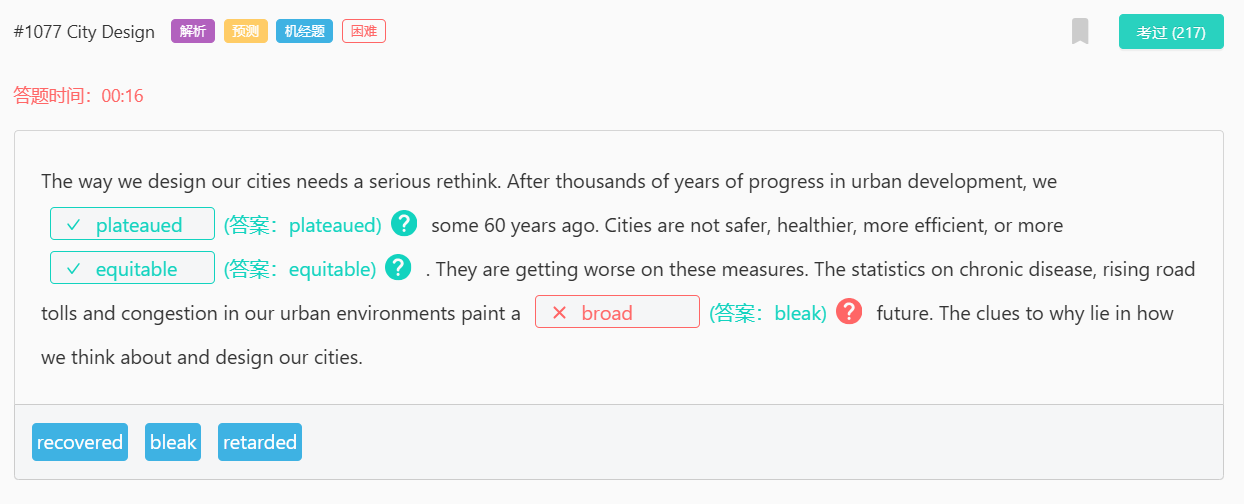 #1077 City Design 解析 预测 机经题 困难 考过 (217)
答题时间：00:16
The way we design our cities needs a serious rethink. After thousands of years of progress in urban development, we
✓ plateaued (答案：plateaued) ? some 60 years ago. Cities are not safer, healthier, more efficient, or more
✓ equitable (答案：equitable) ? . They are getting worse on these measures. The statistics on chronic disease, rising road
tolls and congestion in our urban environments paint a ✕ broad (答案：bleak) ? future. The clues to why lie in how
we think about and design our cities.
recovered bleak retarded